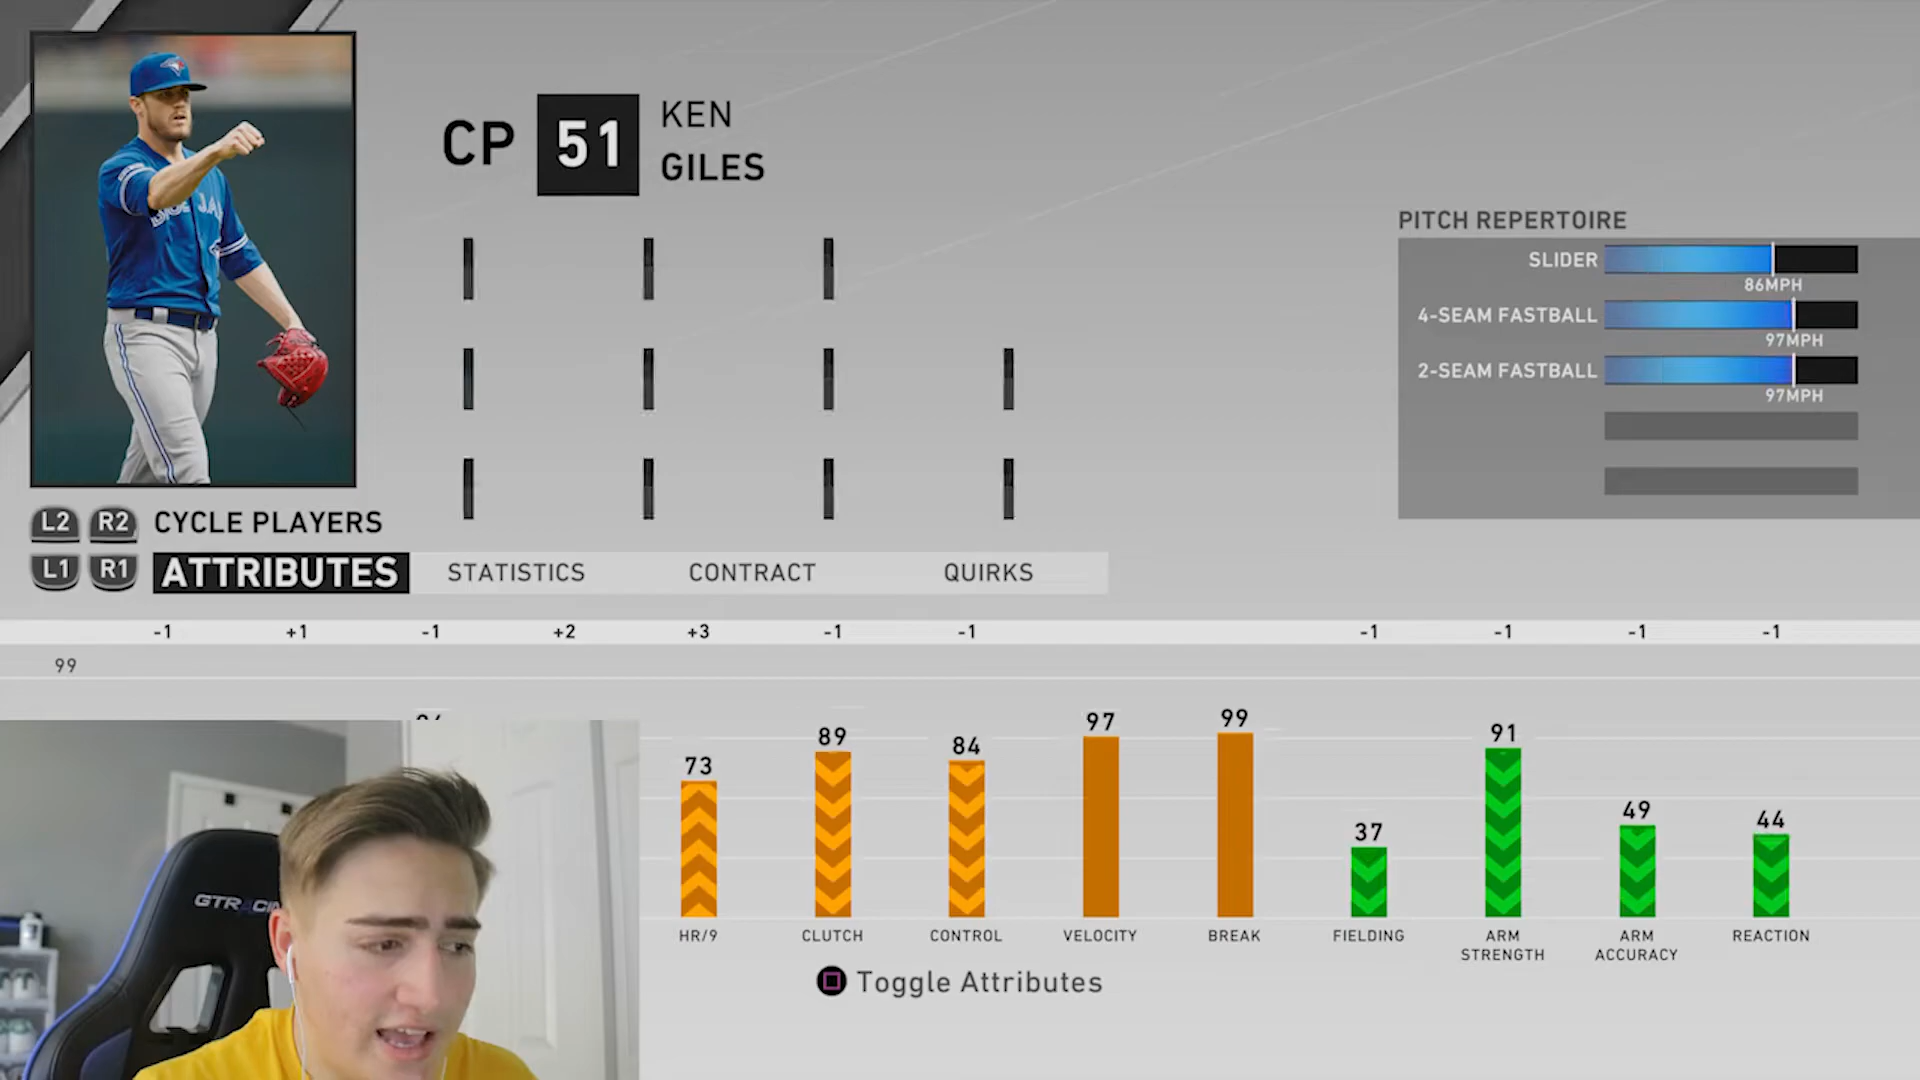 CP 51 KEN
GILES
PITCH REPERTOIRE
SLIDER
86MPH
4-SEAM FASTBALL
97MPH
2-SEAM FASTBALL
97MPH
L2 R2 CYCLE PLAYERS
L1 R1 ATTRIBUTES STATISTICS CONTRACT QUIRKS
-1 +1 -1 +2 +3 -1 -1 -1 -1 -1 -1
99
73 89 84 97 99 37 91 49 44
HR/9 CLUTCH CONTROL VELOCITY BREAK FIELDING ARM STRENGTH ARM ACCURACY REACTION
Toggle Attributes